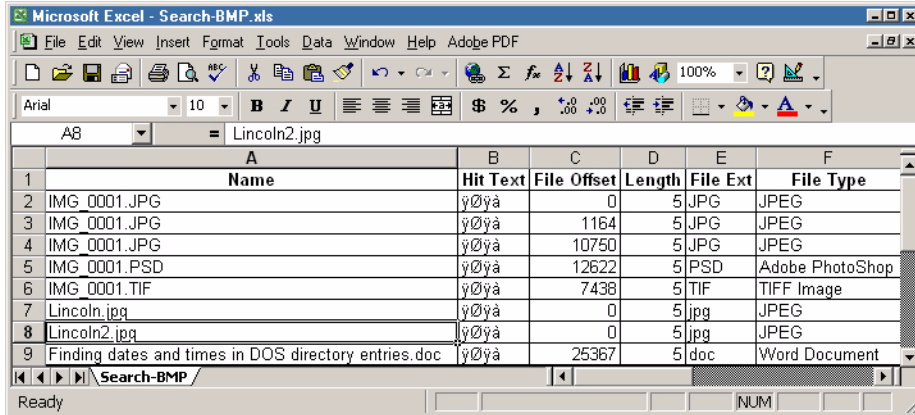 Microsoft Excel - Search-BMP.xls
File Edit View Insert Format Tools Data Window Help Adobe PDF
ABC Σ fx A Z Z A 100% ?
Arial 10 B I U $ % , .00 .00 A
A8 = Lincoln2.jpg
A B C D E F
1 Name Hit Text File Offset Length File Ext File Type
2 IMG_0001.JPG ÿØÿà 0 5 JPG JPEG
3 IMG_0001.JPG ÿØÿà 1164 5 JPG JPEG
4 IMG_0001.JPG ÿØÿà 10750 5 JPG JPEG
5 IMG_0001.PSD ÿØÿà 12622 5 PSD Adobe PhotoShop
6 IMG_0001.TIF ÿØÿà 7438 5 TIF TIFF Image
7 Lincoln.jpg ÿØÿà 0 5 jpg JPEG
8 Lincoln2.jpg ÿØÿà 0 5 jpg JPEG
9 Finding dates and times in DOS directory entries.doc ÿØÿà 25367 5 doc Word Document
Search-BMP
Ready NUM